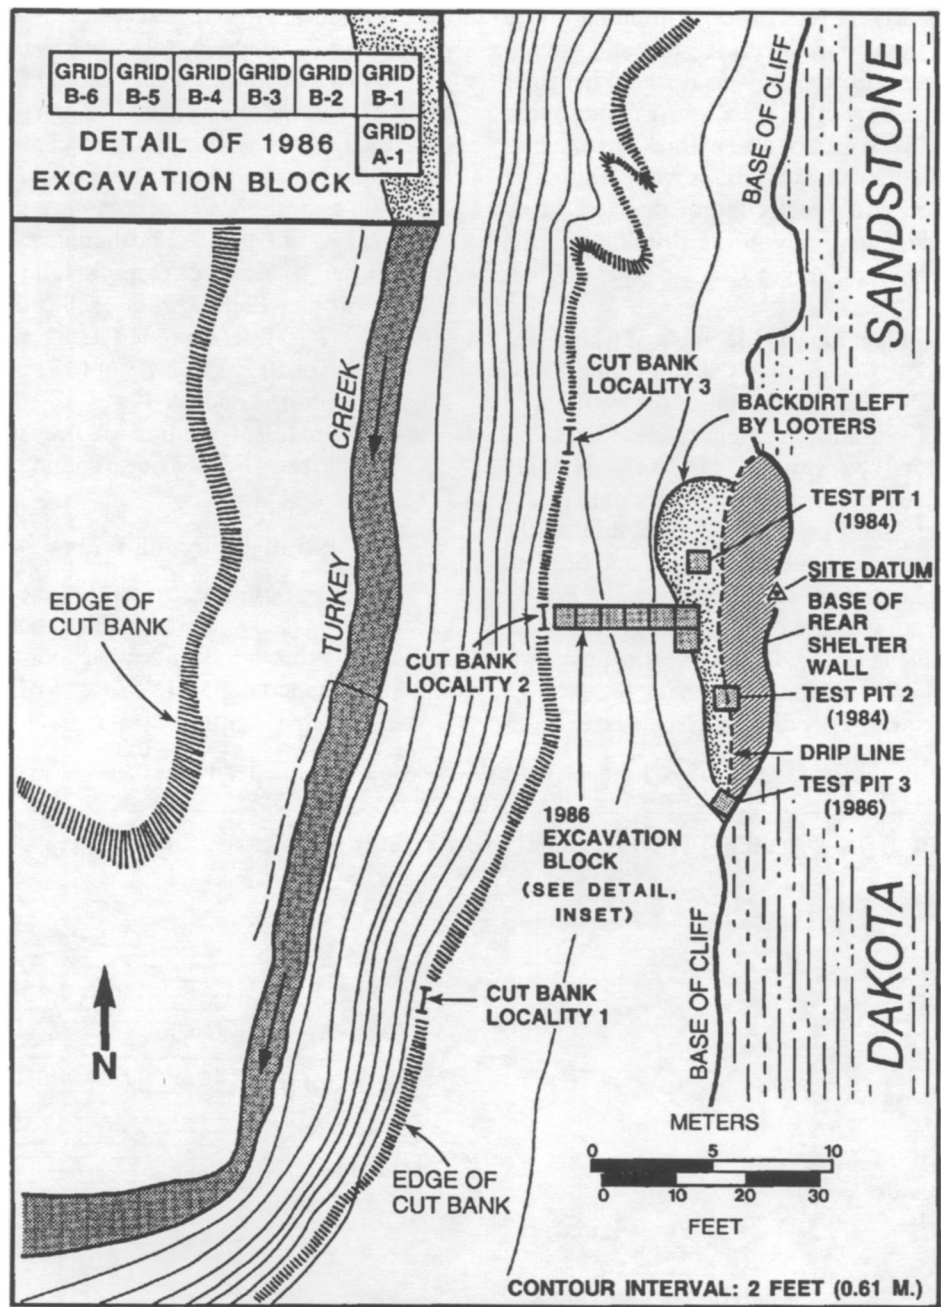 GRID GRID GRID GRID GRID GRID
B-6 B-5 B-4 B-3 B-2 B-1
DETAIL OF 1986
GRID
A-1
EXCAVATION BLOCK
BASE OF CLIFF
SANDSTONE
TURKEY CREEK
CUT BANK
LOCALITY 3
BACKDIRT LEFT
BY LOOTERS
TEST PIT 1
(1984)
SITE DATUM
BASE OF
REAR
SHELTER
WALL
EDGE OF
CUT BANK
CUT BANK
LOCALITY 2
TEST PIT 2
(1984)
DRIP LINE
TEST PIT 3
(1986)
1986
EXCAVATION
BLOCK
(SEE DETAIL,
INSET)
BASE OF CLIFF
DAKOTA
CUT BANK
LOCALITY 1
N
EDGE OF
CUT BANK
METERS
0 5 10
0 10 20 30
FEET
CONTOUR INTERVAL: 2 FEET (0.61 M.)